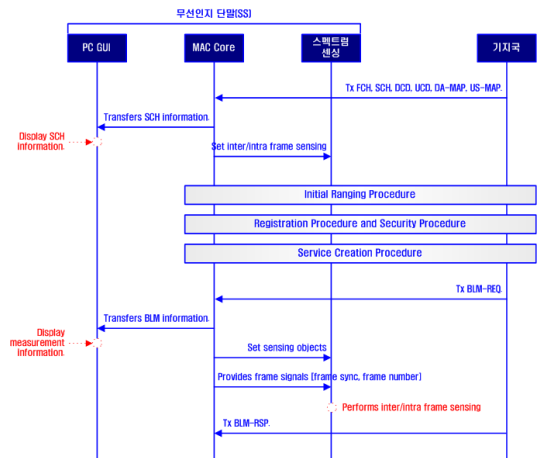 무선인지 단말(SS)
PC GUI
MAC Core
스펙트럼
센싱
기지국
Tx FCH, SCH, DCD, UCD, DA-MAP, US-MAP.
Transfers SCH information.
Display SCH
information.
Set inter/intra frame sensing
Initial Ranging Procedure
Registration Procedure and Security Procedure
Service Creation Procedure
Tx BLM-REQ.
Transfers BLM information.
Display
measurement
information.
Set sensing objects
Provides frame signals [frame sync, frame number]
Performs inter/intra frame sensing
Tx BLM-RSP.